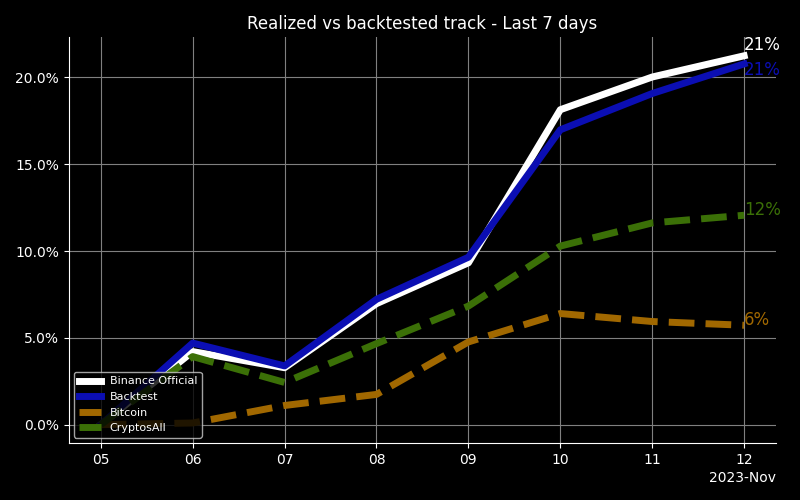 Realized vs backtested track - Last 7 days
21%
21%
20.0%
15.0%
12%
10.0%
6%
5.0%
0.0%
Binance Official
Backtest
Bitcoin
CryptosAll
05 06 07 08 09 10 11 12
2023-Nov